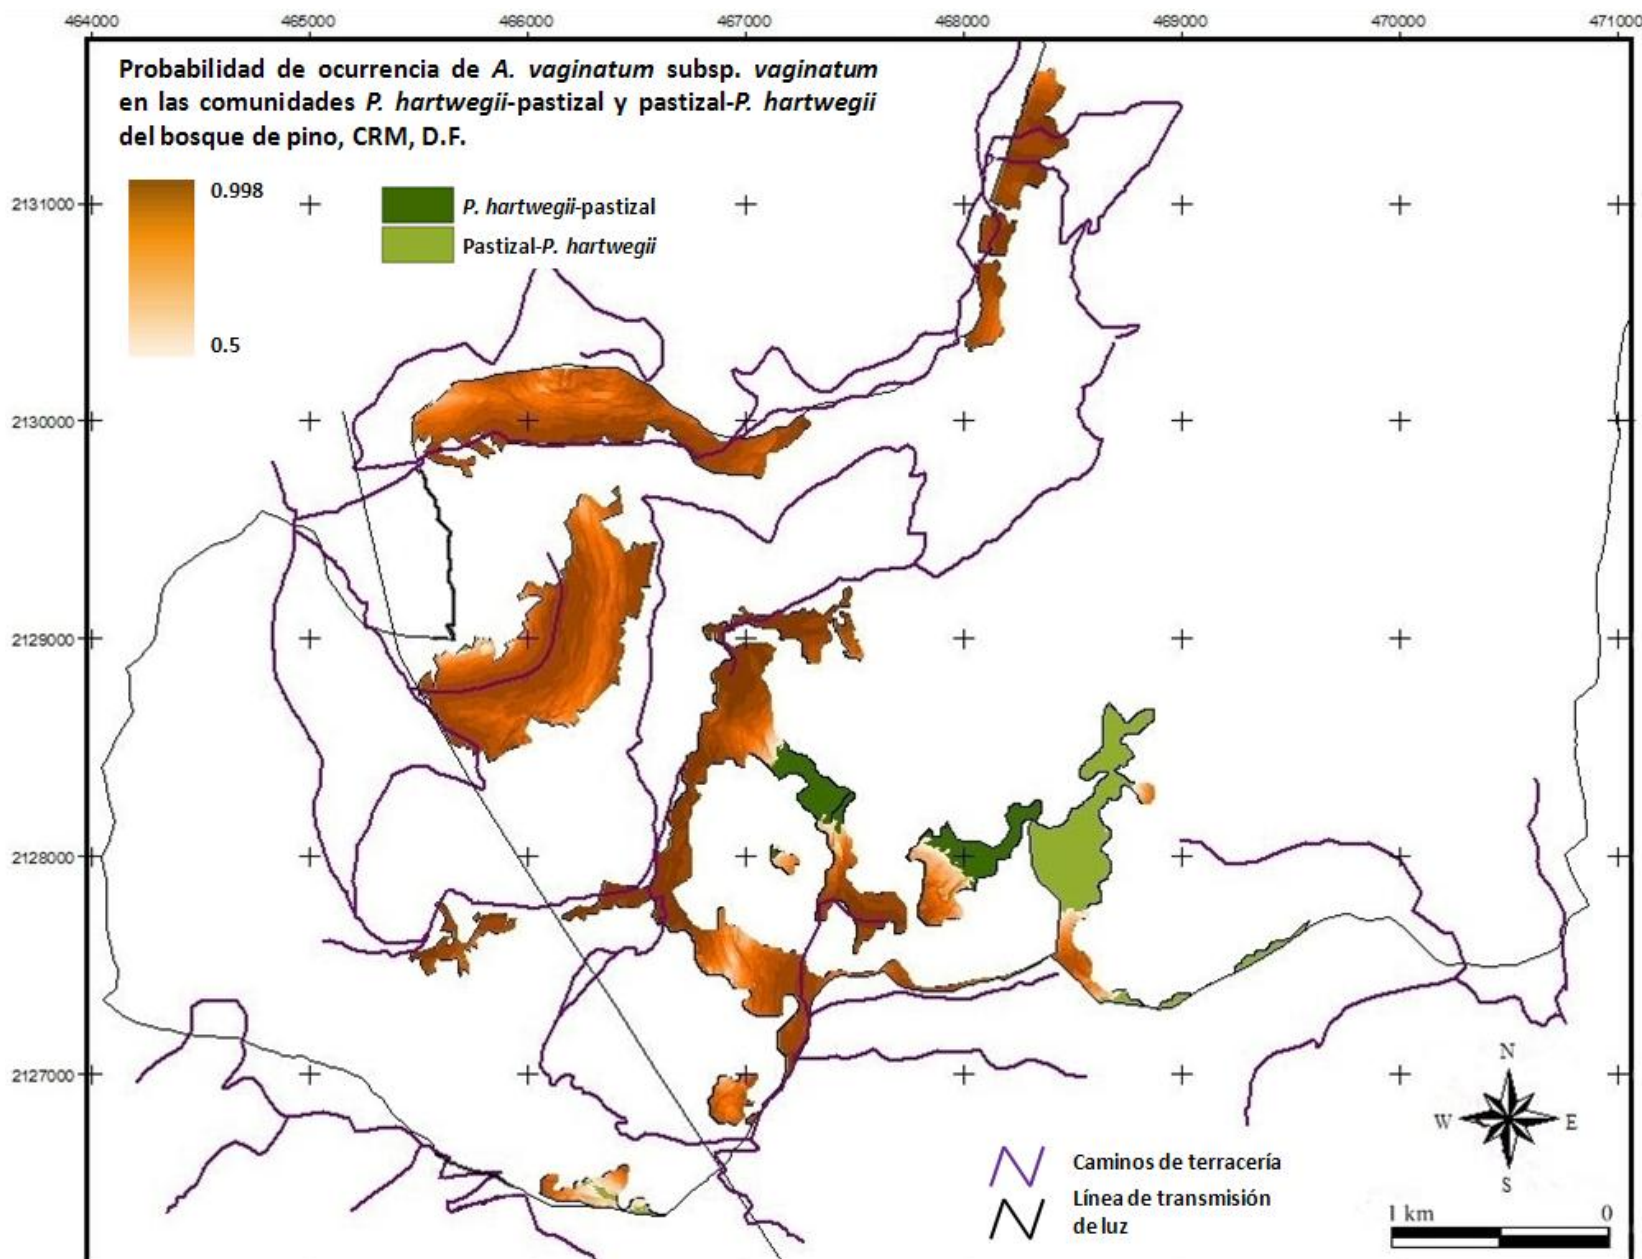 464000 465000 466000 467000 468000 469000 470000 471000
Probabilidad de ocurrencia de A. vaginatum subsp. vaginatum
en las comunidades P. hartwegii-pastizal y pastizal-P. hartwegii
del bosque de pino, CRM, D.F.
0.998
P. hartwegii-pastizal
2131000
Pastizal-P. hartwegii
0.5
2130000
2129000
2128000
2127000
N
W E
S
Caminos de terracería
Línea de transmisión
de luz
1 km 0